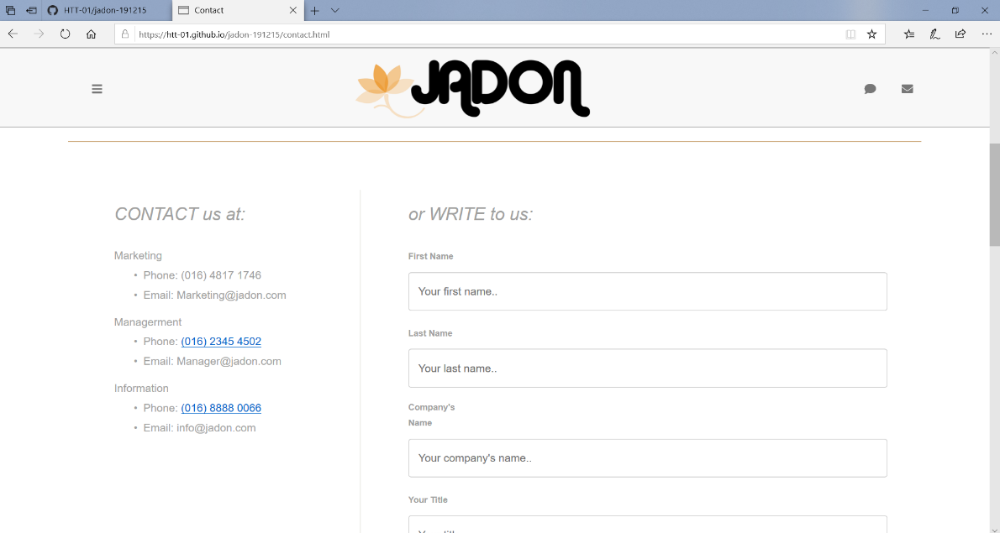 HTT-01/jadon-191215
Contact
https://htt-01.github.io/jadon-191215/contact.html
JADON
CONTACT us at:
Marketing
• Phone: (016) 4817 1746
• Email: Marketing@jadon.com
Managerment
• Phone: (016) 2345 4502
• Email: Manager@jadon.com
Information
• Phone: (016) 8888 0066
• Email: info@jadon.com
or WRITE to us:
First Name
Your first name..
Last Name
Your last name..
Company's
Name
Your company's name..
Your Title